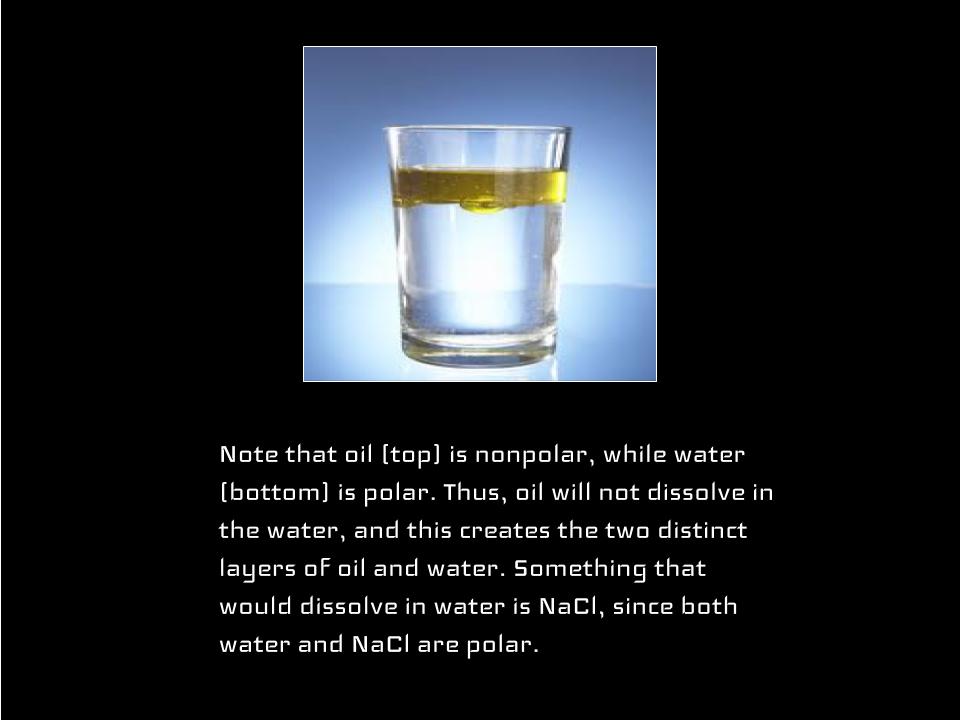 Note that oil (top) is nonpolar, while water
(bottom) is polar. Thus, oil will not dissolve in
the water, and this creates the two distinct
layers of oil and water. Something that
would dissolve in water is NaCl, since both
water and NaCl are polar.